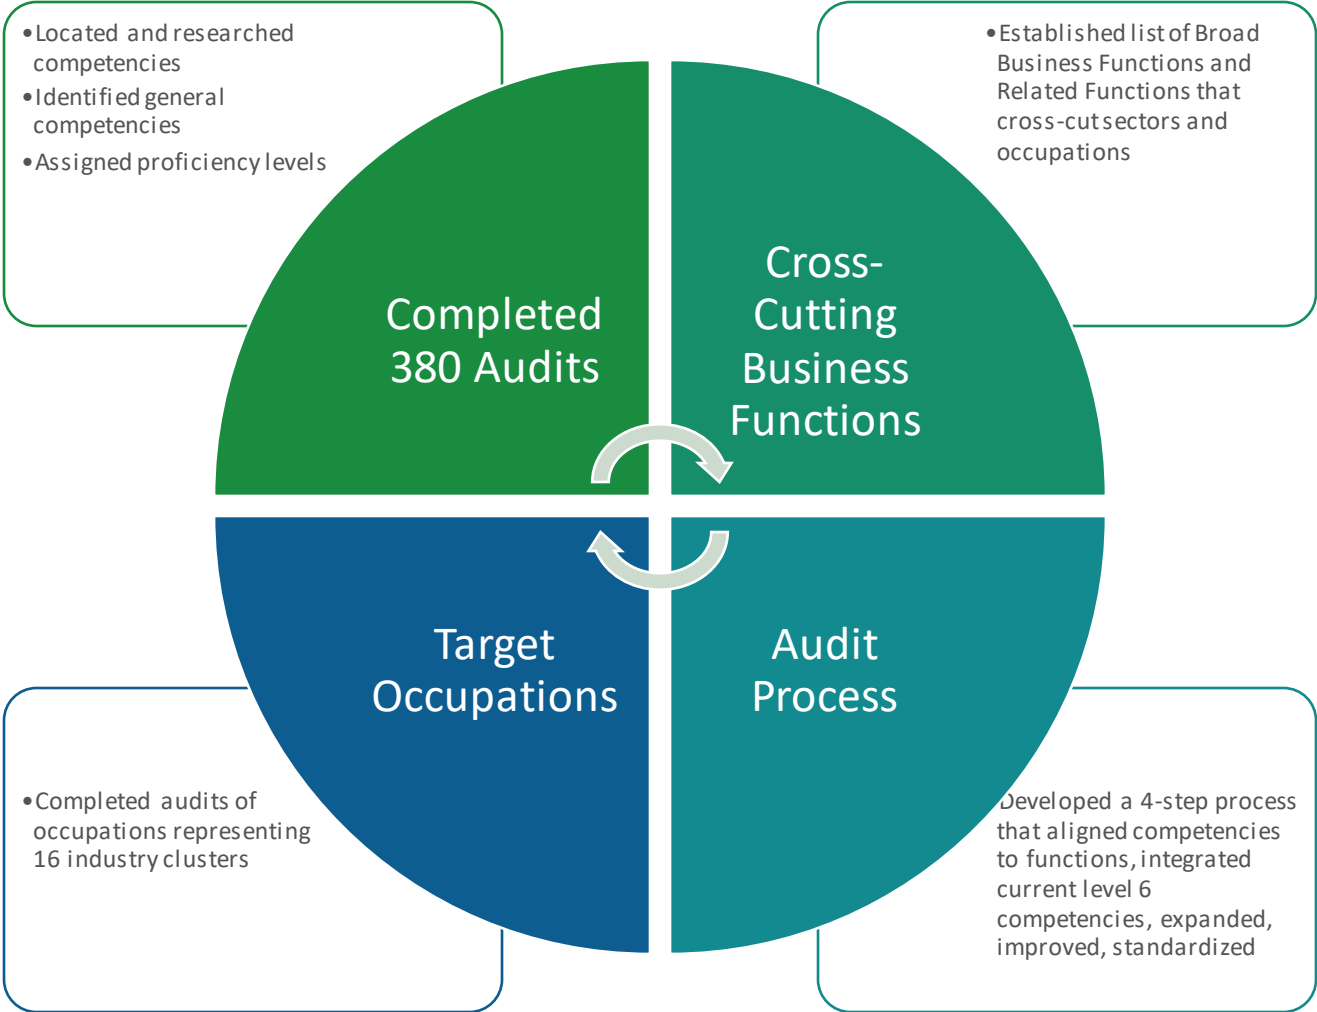 •Located and researched
competencies
•Identified general
competencies
•Assigned proficiency levels
•Established list of Broad
Business Functions and
Related Functions that
cross-cut sectors and
occupations
Completed
380 Audits
Cross-
Cutting
Business
Functions
Target
Occupations
Audit
Process
•Completed audits of
occupations representing
16 industry clusters
Developed a 4-step process
that aligned competencies
to functions, integrated
current level 6
competencies, expanded,
improved, standardized